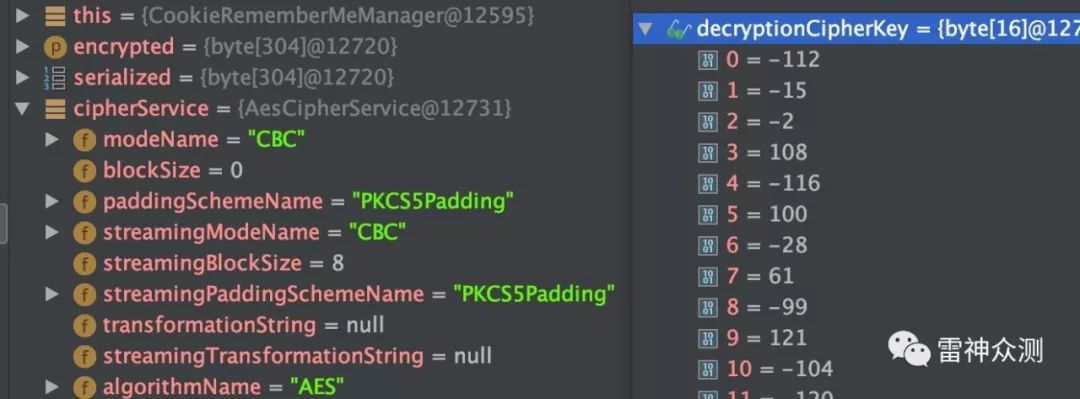 this = {CookieRememberMeManager@12595}
encrypted = {byte[304]@12720}
serialized = {byte[304]@12720}
cipherService = {AesCipherService@12731}
modeName = "CBC"
blockSize = 0
paddingSchemeName = "PKCS5Padding"
streamingModeName = "CBC"
streamingBlockSize = 8
streamingPaddingSchemeName = "PKCS5Padding"
transformationString = null
streamingTransformationString = null
algorithmName = "AES"
decryptionCipherKey = {byte[16]@127
0 = -112
1 = -15
2 = -2
3 = 108
4 = -116
5 = 100
6 = -28
7 = 61
8 = -99
9 = 121
10 = -104
11 = -120
雷神众测